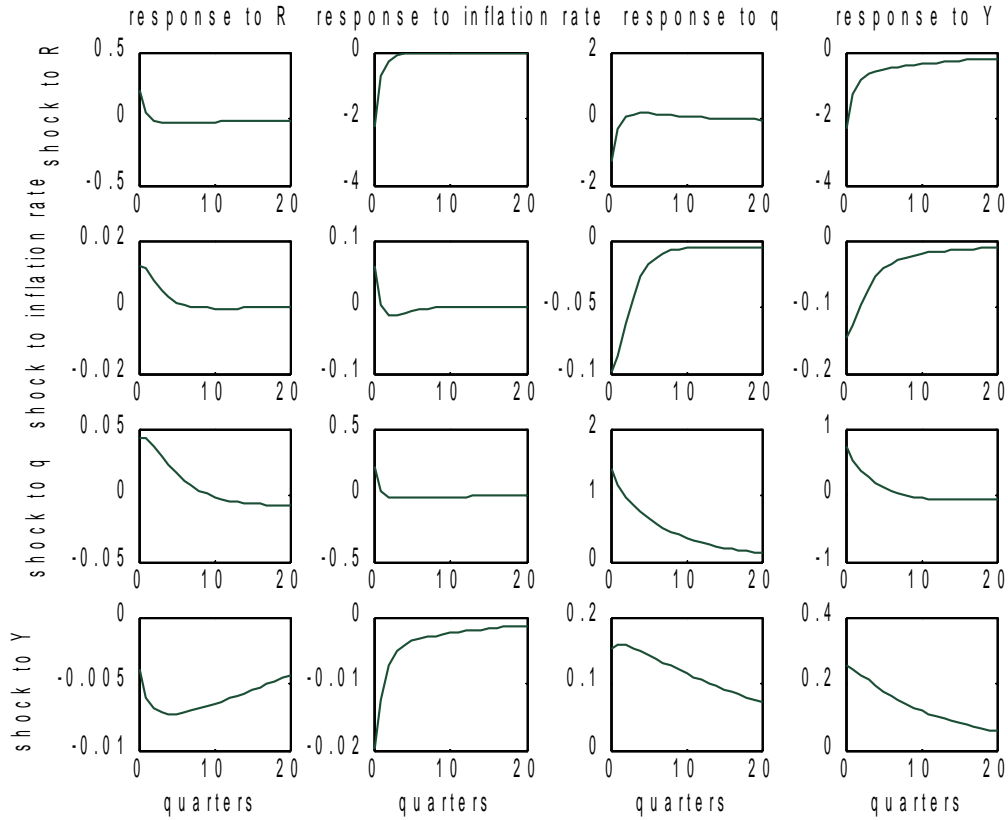 response to R response to inflation rate response to q response to Y
shock to R
0.5 0 2 0
0 -2 0 -2
-0.5 -4 -2 -4
0 10 20 0 10 20 0 10 20 0 10 20
shock to inflation rate
0.02 0.1 0 0
0 0 -0.05 -0.1
-0.02 -0.1 -0.1 -0.2
0 10 20 0 10 20 0 10 20 0 10 20
shock to q
0.05 0.5 2 1
0 0 1 0
-0.05 -0.5 0 -1
0 10 20 0 10 20 0 10 20 0 10 20
shock to Y
0 0 0.2 0.4
-0.005 -0.01 0.1 0.2
-0.01 -0.02 0 0
0 10 20 0 10 20 0 10 20 0 10 20
quarters quarters quarters quarters